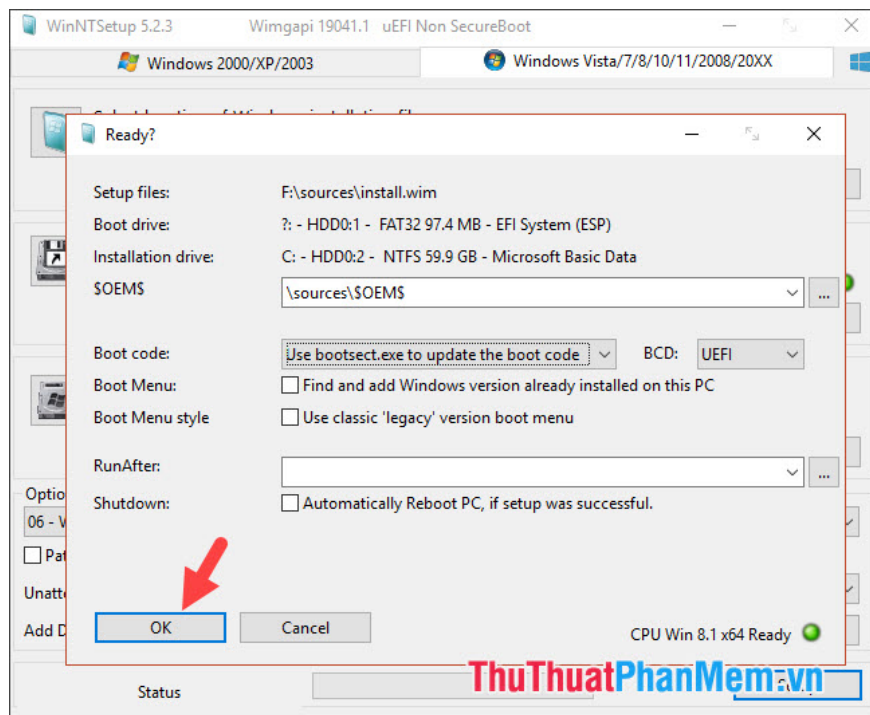 WinNTSetup 5.2.3 Wimgapi 19041.1 uEFI Non SecureBoot
Windows 2000/XP/2003 Windows Vista/7/8/10/11/2008/20XX
Ready?
Setup files: F:\sources\install.wim
Boot drive: ?: - HDD0:1 - FAT32 97.4 MB - EFI System (ESP)
Installation drive: C: - HDD0:2 - NTFS 59.9 GB - Microsoft Basic Data
$OEM$ \sources\$OEM$ ...
Boot code: Use bootsect.exe to update the boot code BCD: UEFI
Boot Menu: Find and add Windows version already installed on this PC
Boot Menu style Use classic 'legacy' version boot menu
RunAfter: ...
Shutdown: Automatically Reboot PC, if setup was successful.
Optio
06 - V
Pat
Unatte
Add D
OK Cancel CPU Win 8.1 x64 Ready
ThuThuatPhanMem.vn
Status